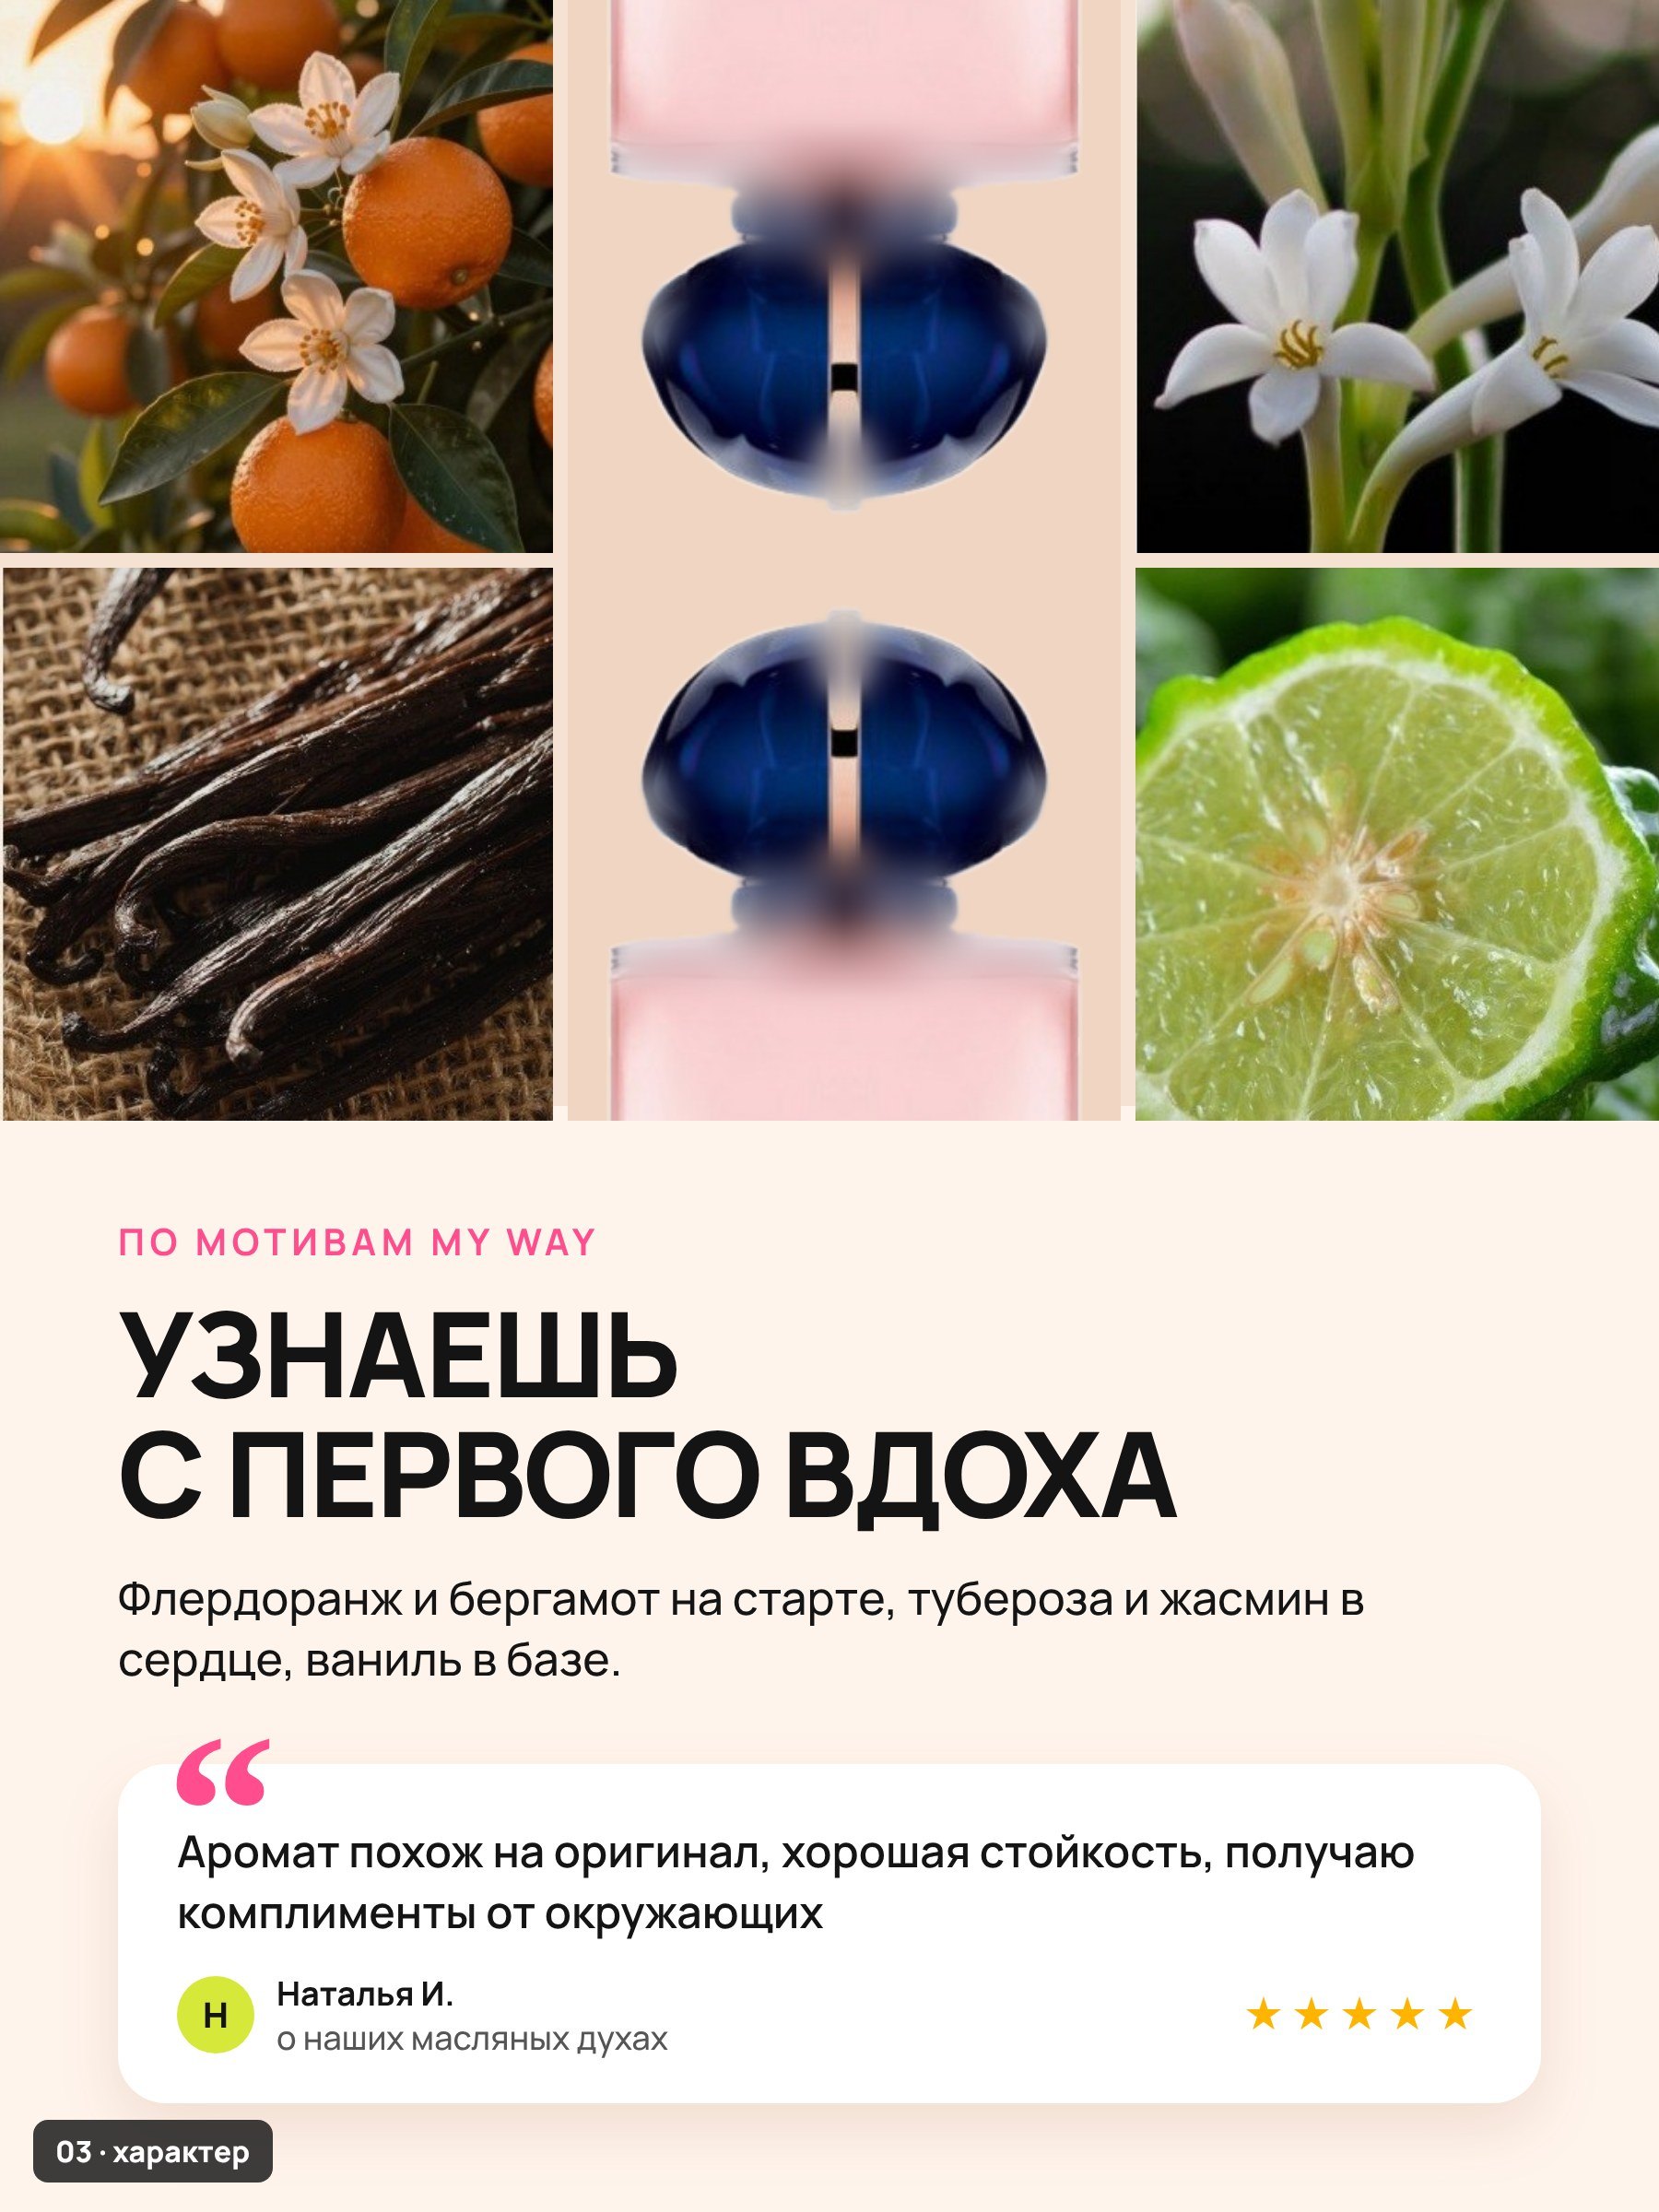 ПО МОТИВАМ MY WAY
УЗНАЕШЬ
С ПЕРВОГО ВДОХА
Флердоранж и бергамот на старте, тубероза и жасмин в
сердце, ваниль в базе.
“
Аромат похож на оригинал, хорошая стойкость, получаю
комплименты от окружающих
Н
Наталья И.
о наших масляных духах
★★★★★
03 · характер